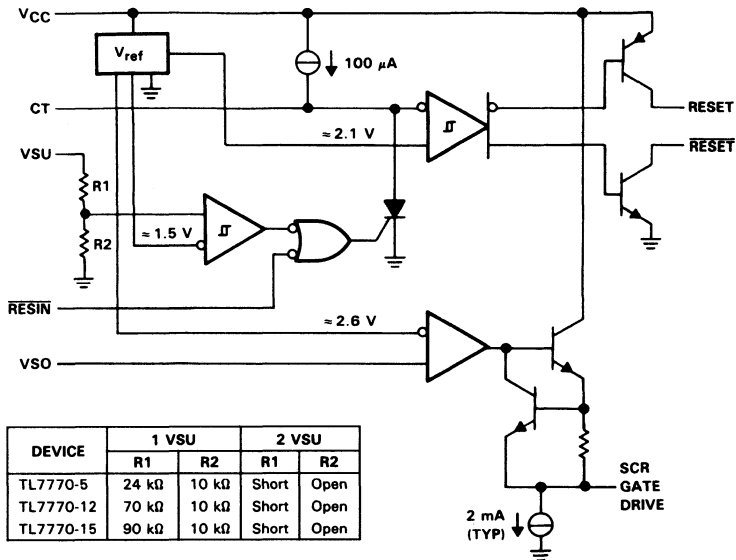 VCC
Vref
100 μA
CT
RESET
≈ 2.1 V
RESET
VSU
R1
R2
≈ 1.5 V
RESIN
≈ 2.6 V
VSO
DEVICE 1 VSU 2 VSU
R1 R2 R1 R2
TL7770-5 24 kΩ 10 kΩ Short Open
TL7770-12 70 kΩ 10 kΩ Short Open
TL7770-15 90 kΩ 10 kΩ Short Open
2 mA
(TYP)
SCR
GATE
DRIVE